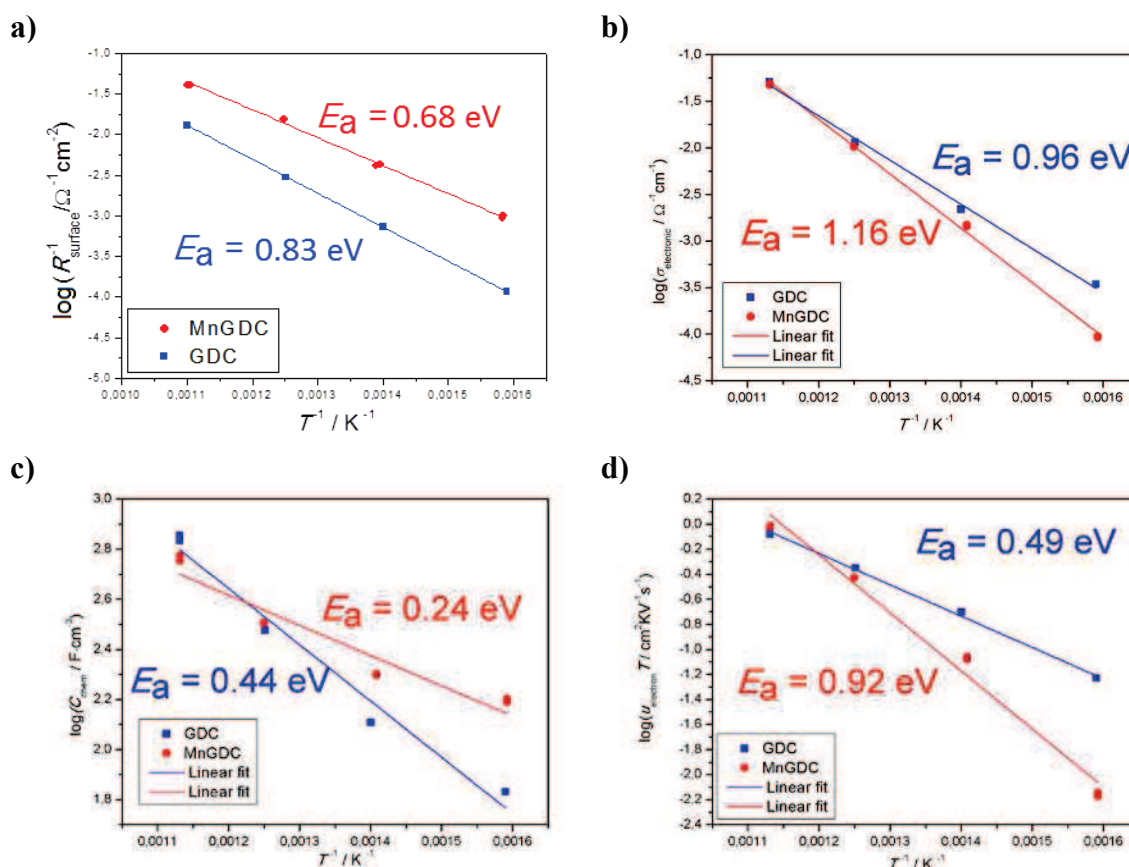 a)
-1,0
-1,5
-2,0
-2,5
-3,0
-3,5
-4,0
-4,5
-5,0
log(R⁻¹surface/Ω⁻¹cm⁻²)
Ea = 0.68 eV
Ea = 0.83 eV
MnGDC
GDC
0,0010 0,0011 0,0012 0,0013 0,0014 0,0015 0,0016
T⁻¹ / K⁻¹
b)
-1,0
-1,5
-2,0
-2,5
-3,0
-3,5
-4,0
-4,5
log(σelectronic / Ω⁻¹cm⁻¹)
Ea = 0.96 eV
Ea = 1.16 eV
GDC
MnGDC
Linear fit
Linear fit
0,0011 0,0012 0,0013 0,0014 0,0015 0,0016
T⁻¹ / K⁻¹
c)
3,0
2,8
2,6
2,4
2,2
2,0
1,8
log(Cchem / F·cm⁻³)
Ea = 0.24 eV
Ea = 0.44 eV
GDC
MnGDC
Linear fit
Linear fit
0,0011 0,0012 0,0013 0,0014 0,0015 0,0016
T⁻¹ / K⁻¹
d)
0,2
0,0
-0,2
-0,4
-0,6
-0,8
-1,0
-1,2
-1,4
-1,6
-1,8
-2,0
-2,2
-2,4
log(uelectron T / cm²KV⁻¹s⁻¹)
Ea = 0.49 eV
Ea = 0.92 eV
GDC
MnGDC
Linear fit
Linear fit
0,0011 0,0012 0,0013 0,0014 0,0015 0,0016
T⁻¹ / K⁻¹